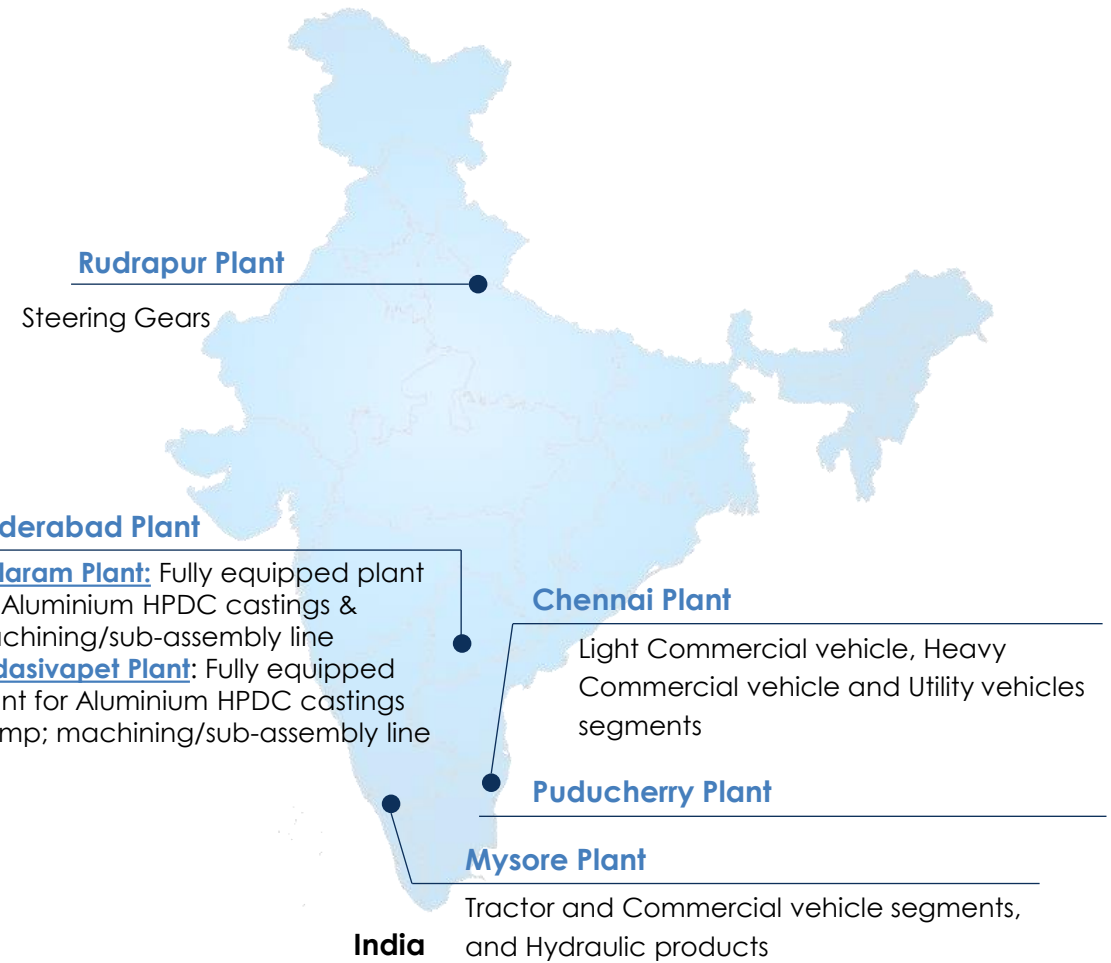 Rudrapur Plant
Steering Gears
derabad Plant
laram Plant: Fully equipped plant
Aluminium HPDC castings &
achining/sub-assembly line
dasivapet Plant: Fully equipped
nt for Aluminium HPDC castings
mp; machining/sub-assembly line
Chennai Plant
Light Commercial vehicle, Heavy
Commercial vehicle and Utility vehicles
segments
Puducherry Plant
Mysore Plant
Tractor and Commercial vehicle segments,
and Hydraulic products
India